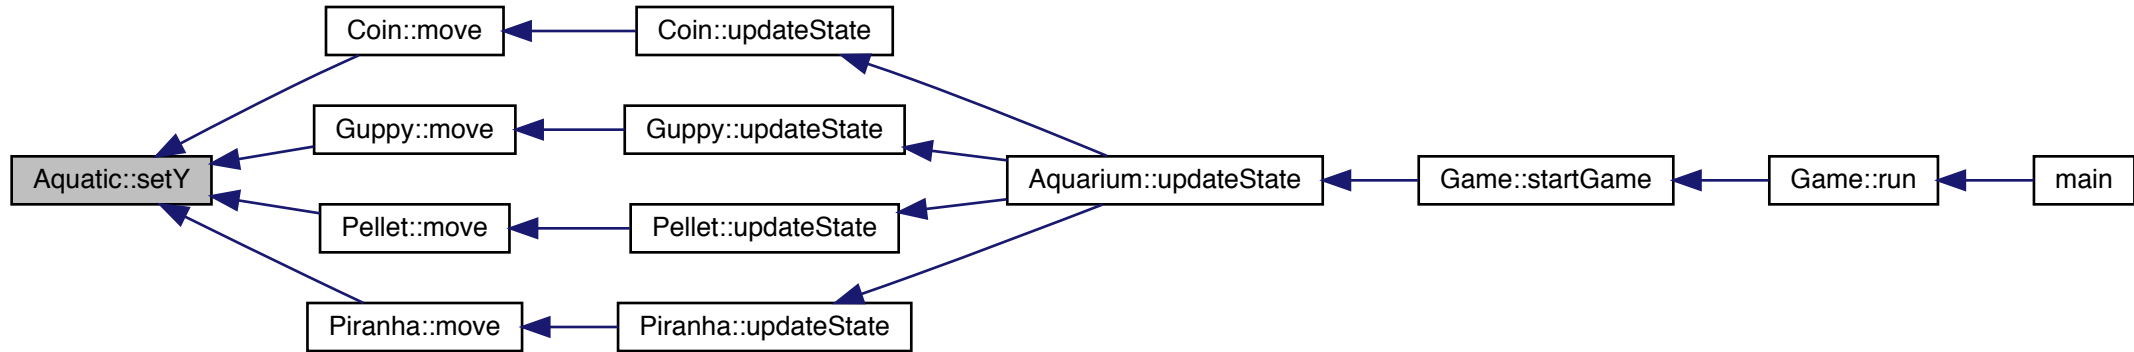 Coin::move
Coin::updateState
Guppy::move
Guppy::updateState
Aquatic::setY
Aquarium::updateState
Game::startGame
Game::run
main
Pellet::move
Pellet::updateState
Piranha::move
Piranha::updateState